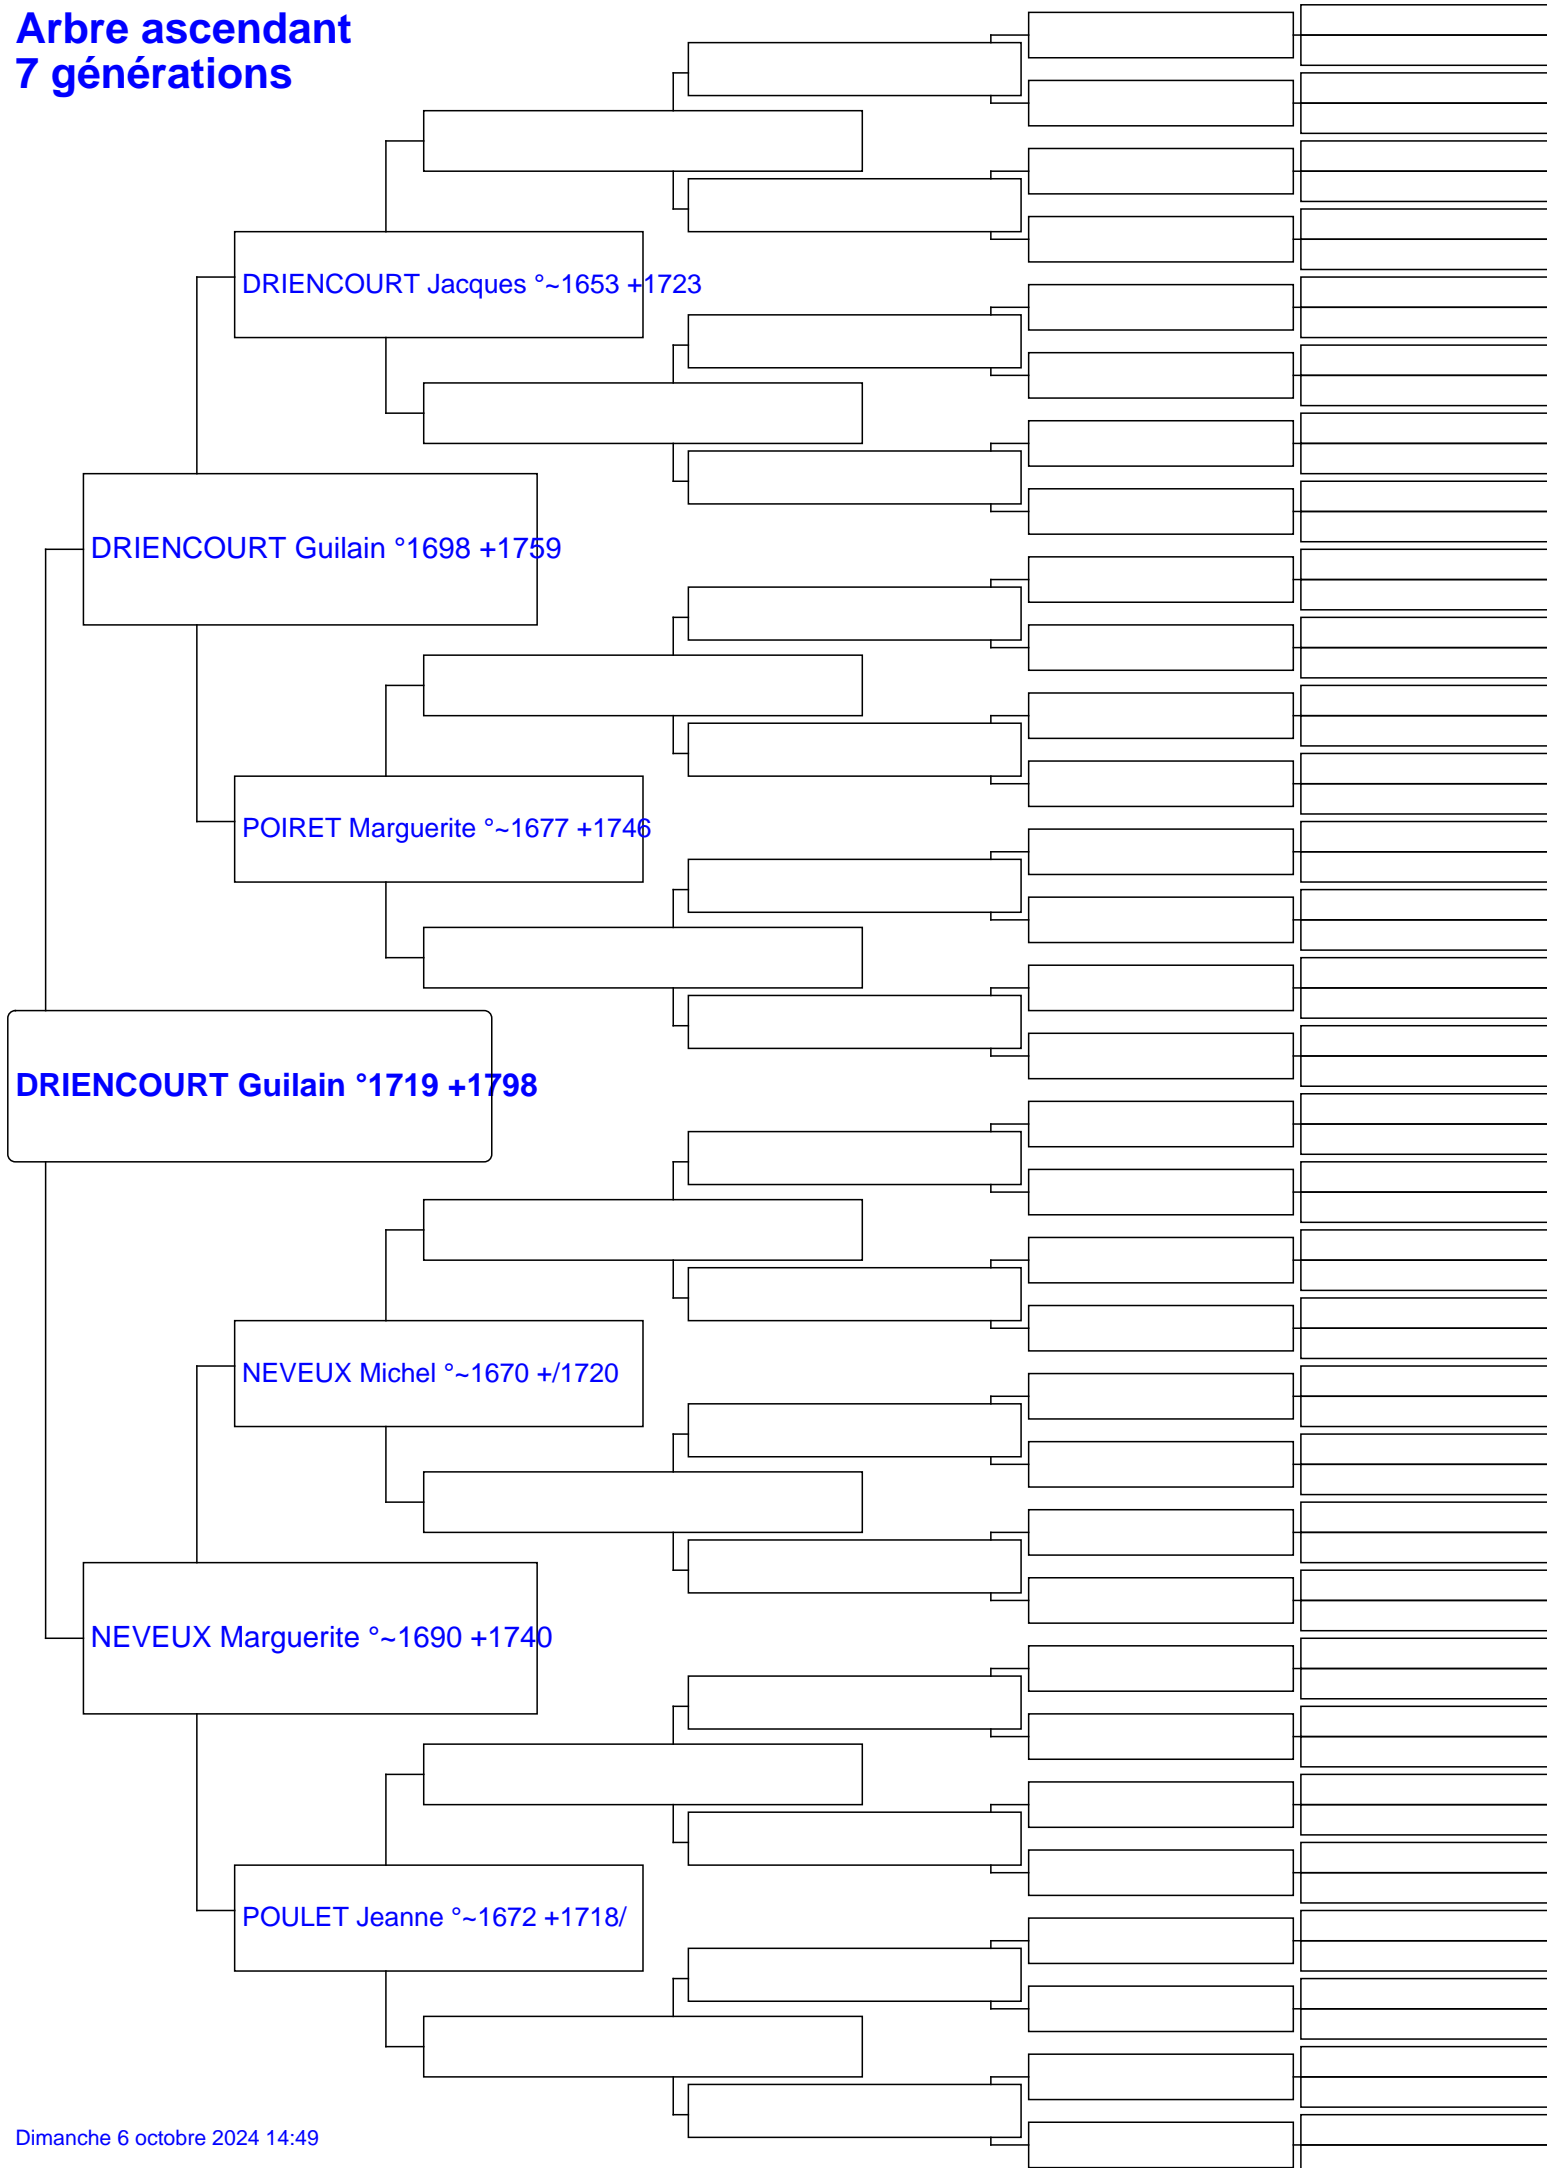 Arbre ascendant
7 générations
DRIENCOURT Jacques °~1653 +1723
DRIENCOURT Guilain °1698 +1759
POIRET Marguerite °~1677 +1746
DRIENCOURT Guilain °1719 +1798
NEVEUX Michel °~1670 +/1720
NEVEUX Marguerite °~1690 +1740
POULET Jeanne °~1672 +1718/
Dimanche 6 octobre 2024 14:49